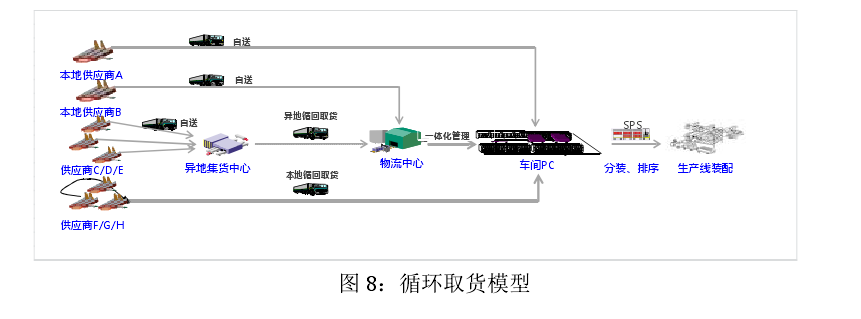 自送
本地供应商A
自送
本地供应商B
自送
异地循回取货
SPS
一体化管理
供应商C/D/E
异地集货中心
物流中心
车间PC
分装、排序
生产线装配
本地循回取货
供应商F/G/H
图 8：循环取货模型